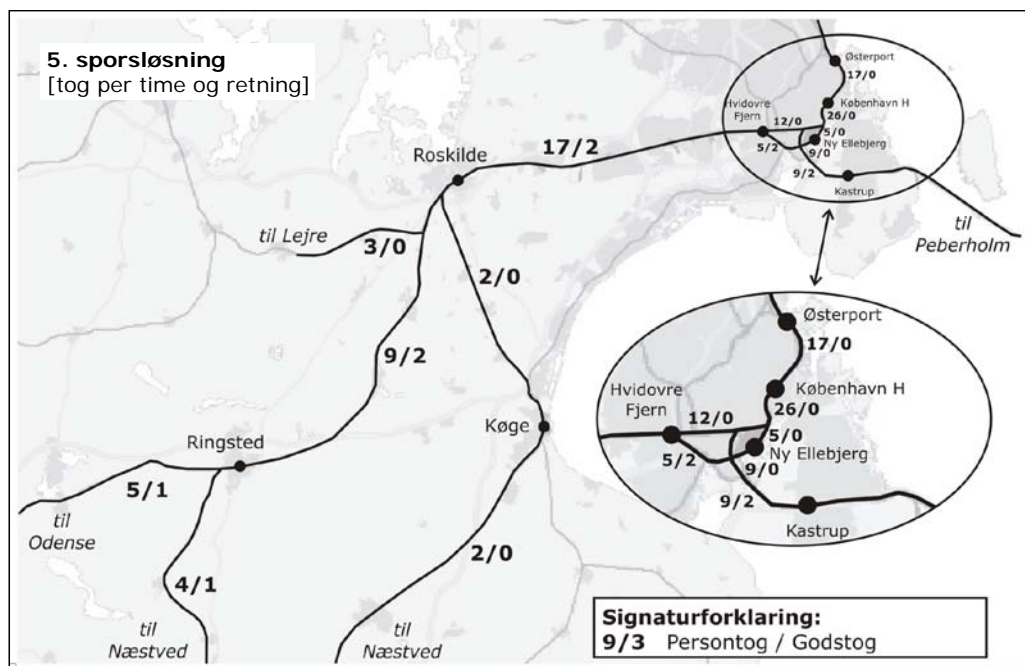 5. sporsløsning
[tog per time og retning]
Østerport
17/0
København H
26/0
Hvidovre
Fjern
12/0
5/0
Ny Ellebjerg
5/2
9/0
9/2
Kastrup
til
Peberholm
17/2
Roskilde
til Lejre
3/0
2/0
9/2
Ringsted
Køge
5/1
til
Odense
4/1
til
Næstved
2/0
til
Næstved
Østerport
17/0
København H
Hvidovre
Fjern
12/0
26/0
5/0
Ny Ellebjerg
5/2
9/0
9/2
Kastrup
Signaturforklaring:
9/3 Persontog / Godstog